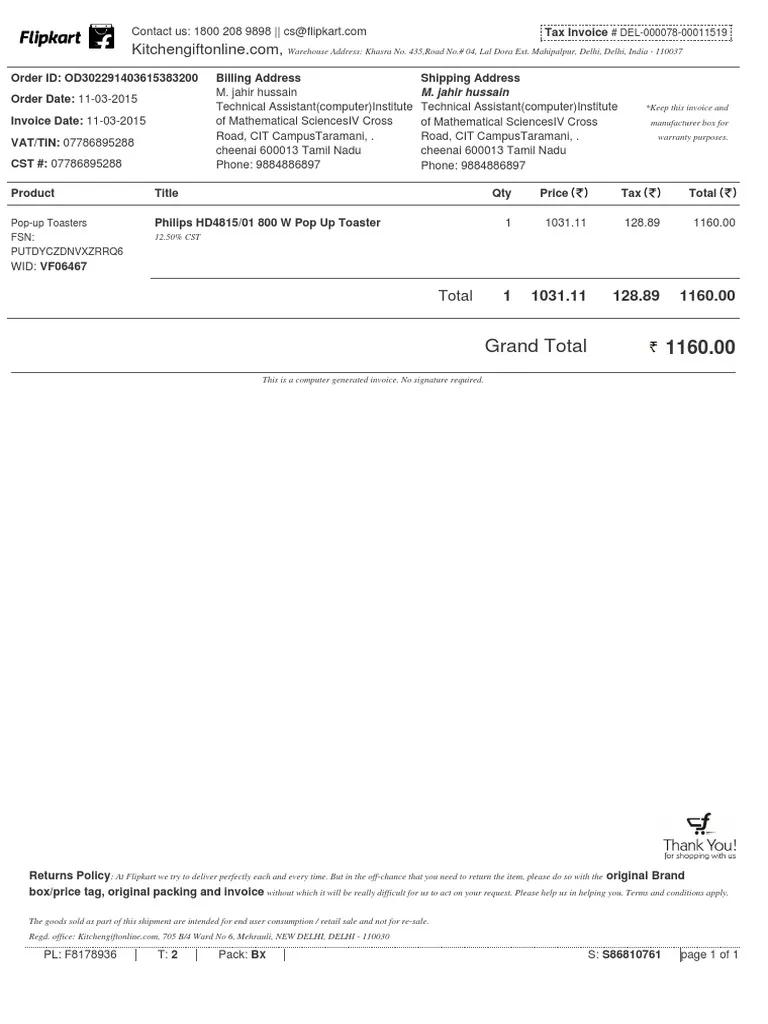 Flipkart
Contact us: 1800 208 9898 || cs@flipkart.com
Tax Invoice # DEL-000078-00011519
Kitchengiftonline.com, Warehouse Address: Khasra No. 435,Road No.# 04, Lal Dora Ext. Mahipalpur, Delhi, Delhi, India - 110037
Order ID: OD302291403615383200
Order Date: 11-03-2015
Invoice Date: 11-03-2015
VAT/TIN: 07786895288
CST #: 07786895288
Billing Address
M. jahir hussain
Technical Assistant(computer)Institute
of Mathematical SciencesIV Cross
Road, CIT CampusTaramani, .
cheenai 600013 Tamil Nadu
Phone: 9884886897
Shipping Address
M. jahir hussain
Technical Assistant(computer)Institute
of Mathematical SciencesIV Cross
Road, CIT CampusTaramani, .
cheenai 600013 Tamil Nadu
Phone: 9884886897
*Keep this invoice and
manufacturer box for
warranty purposes.
Product Title Qty Price (₹) Tax (₹) Total (₹)
Pop-up Toasters Philips HD4815/01 800 W Pop Up Toaster 1 1031.11 128.89 1160.00
FSN: 12.50% CST
PUTDYCZDNVXZRRQ6
WID: VF06467
Total 1 1031.11 128.89 1160.00
Grand Total ₹ 1160.00
This is a computer generated invoice. No signature required.
Thank You!
for shopping with us
Returns Policy: At Flipkart we try to deliver perfectly each and every time. But in the off-chance that you need to return the item, please do so with the original Brand
box/price tag, original packing and invoice without which it will be really difficult for us to act on your request. Please help us in helping you. Terms and conditions apply.
The goods sold as part of this shipment are intended for end user consumption / retail sale and not for re-sale.
Regd. office: Kitchengiftonline.com, 705 B/4 Ward No 6, Mehrauli, NEW DELHI, DELHI - 110030
PL: F8178936 | T: 2 | Pack: Bx | S: S86810761 | page 1 of 1